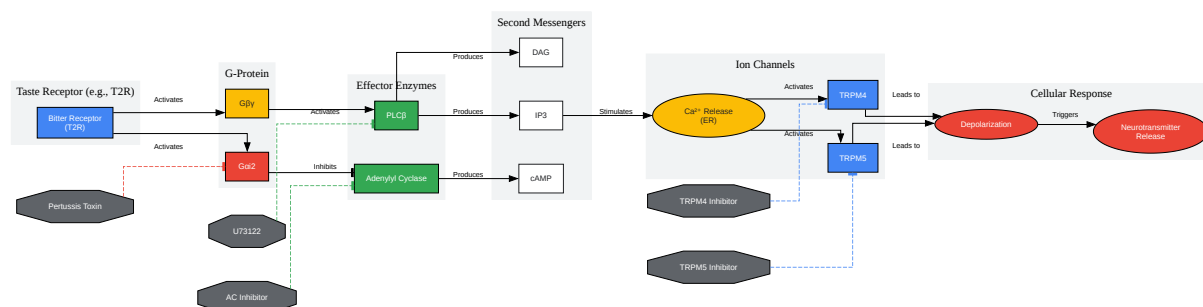 Second Messengers
DAG
Produces
Taste Receptor (e.g., T2R)
G-Protein
Effector Enzymes
Ion Channels
Cellular Response
Bitter Receptor
(T2R)
Activates
Activates
Gβγ
Gαi2
Activates
Inhibits
PLCβ
Adenylyl Cyclase
Produces
Produces
IP3
cAMP
Stimulates
Ca²⁺ Release
(ER)
Activates
Activates
TRPM4
TRPM5
Leads to
Leads to
Depolarization
Triggers
Neurotransmitter
Release
Pertussis Toxin
U73122
AC Inhibitor
TRPM4 Inhibitor
TRPM5 Inhibitor